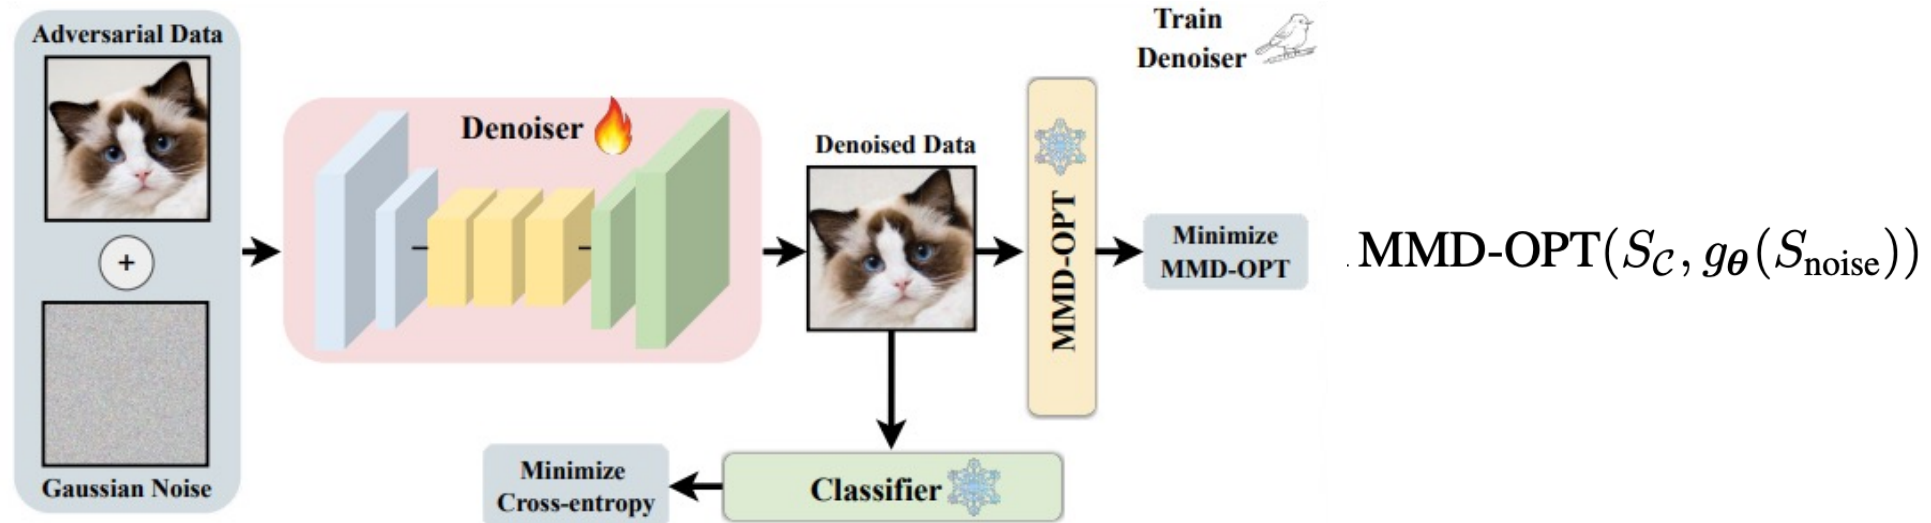 Adversarial Data
+
Gaussian Noise
Denoiser
Denoised Data
MMD-OPT
Train
Denoiser
Minimize
MMD-OPT
. MMD-OPT(S_𝒞, g_𝜽(S_noise))
Classifier
Minimize
Cross-entropy